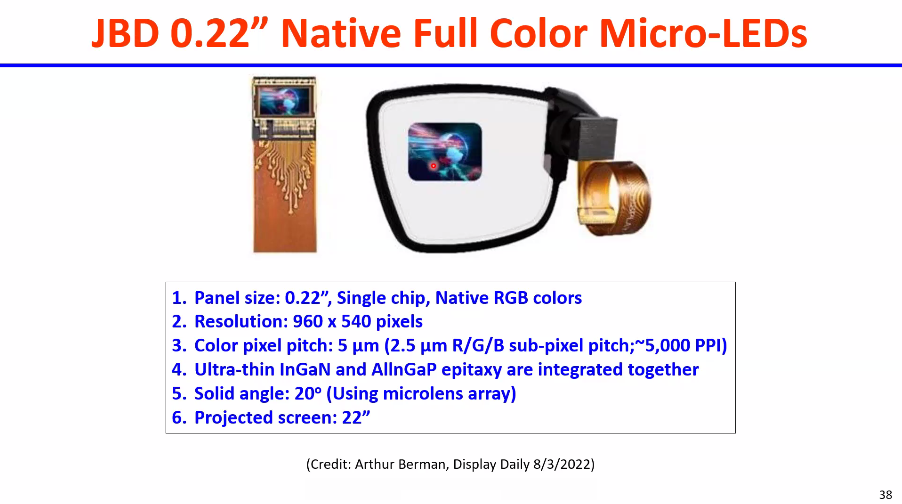 JBD 0.22” Native Full Color Micro-LEDs
1. Panel size: 0.22”, Single chip, Native RGB colors
2. Resolution: 960 x 540 pixels
3. Color pixel pitch: 5 µm (2.5 µm R/G/B sub-pixel pitch;~5,000 PPI)
4. Ultra-thin InGaN and AlInGaP epitaxy are integrated together
5. Solid angle: 20° (Using microlens array)
6. Projected screen: 22”
(Credit: Arthur Berman, Display Daily 8/3/2022)
38